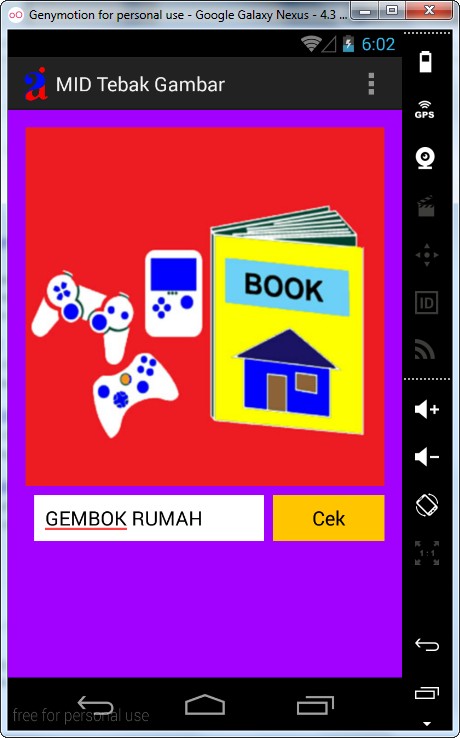 Genymotion for personal use - Google Galaxy Nexus - 4.3 ...
6:02
MID Tebak Gambar
GPS
BOOK
ID
GEMBOK RUMAH
Cek
1:1
free for personal use